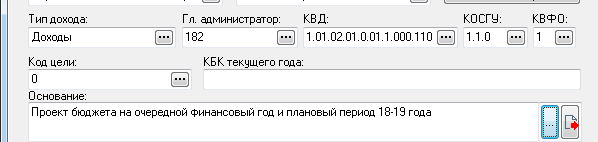 Тип дохода: Гл. администратор: КВД: КОСГУ: КВФО:
Доходы ... 182 ... 1.01.02.01.0.01.1.000.110 ... 1.1.0 ... 1 ...
Код цели: КБК текущего года:
0 ...
Основание:
Проект бюджета на очередной финансовый год и плановый период 18-19 года ...